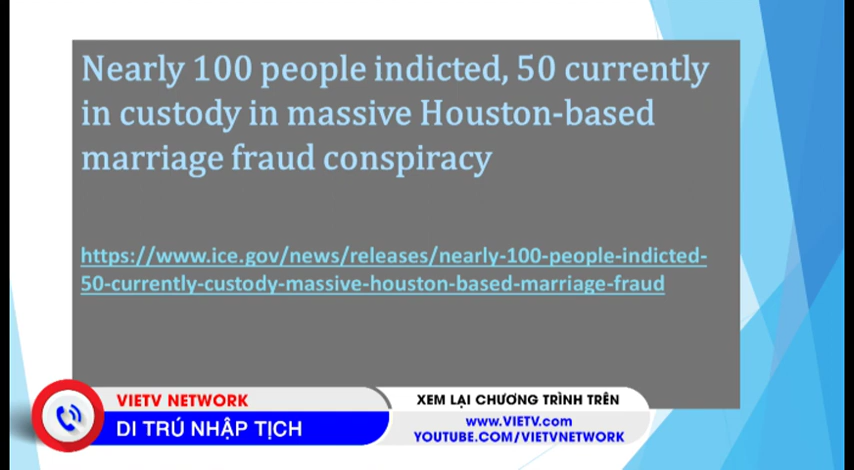 Nearly 100 people indicted, 50 currently
in custody in massive Houston-based
marriage fraud conspiracy
https://www.ice.gov/news/releases/nearly-100-people-indicted-
50-currently-custody-massive-houston-based-marriage-fraud
VIETV NETWORK
DI TRÚ NHẬP TỊCH
XEM LẠI CHƯƠNG TRÌNH TRÊN
www.VIETV.com
YOUTUBE.COM/VIETVNETWORK